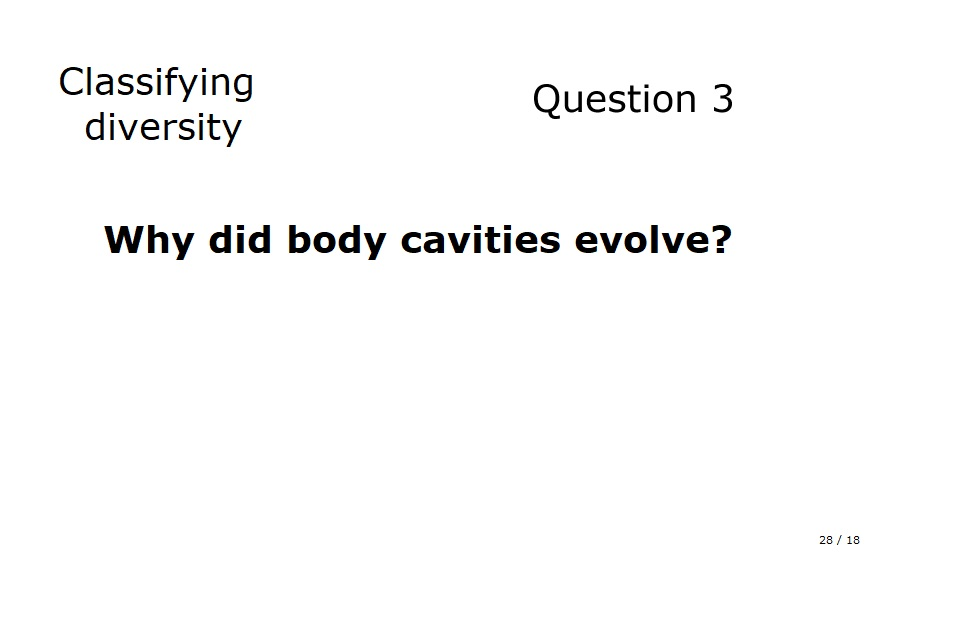 Classifying
diversity
Question 3
Why did body cavities evolve?
28 / 18